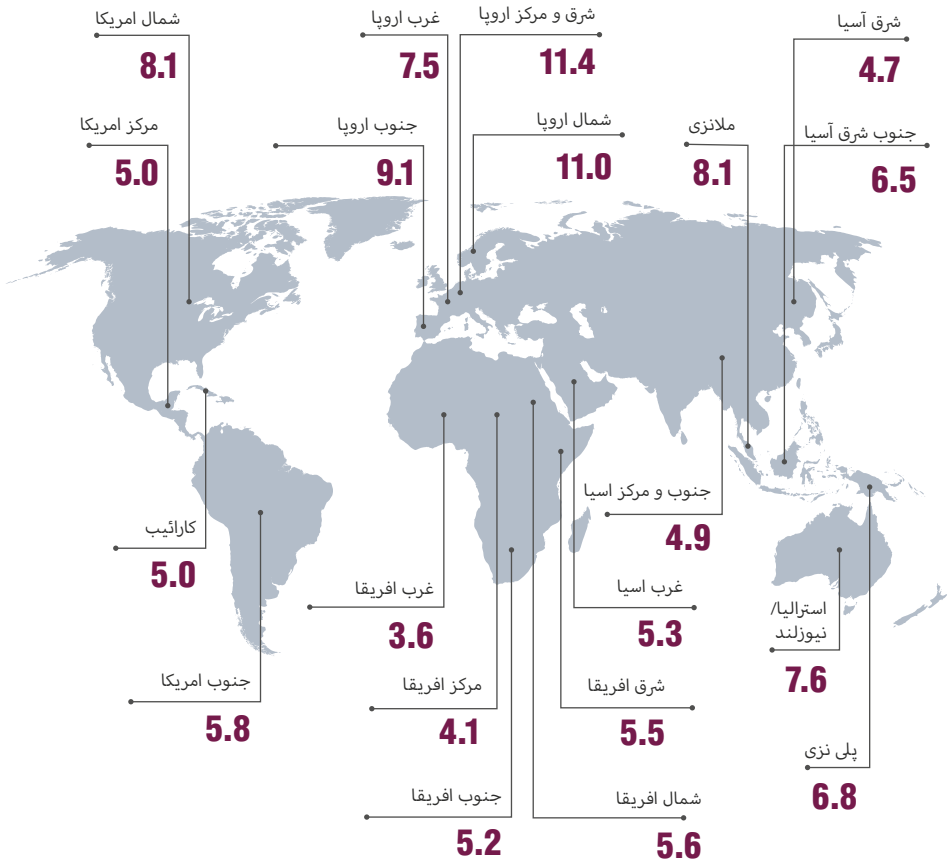 شمال امریکا
8.1
غرب اروپا
7.5
شرق و مرکز اروپا
11.4
شرق آسیا
4.7
مرکز امریکا
5.0
جنوب اروپا
9.1
شمال اروپا
11.0
ملانزی
8.1
جنوب شرق آسیا
6.5
کارائیب
5.0
جنوب و مرکز اسیا
4.9
غرب افریقا
3.6
غرب اسیا
5.3
استرالیا/
نیوزلند
7.6
جنوب امریکا
5.8
مرکز افریقا
4.1
شرق افریقا
5.5
پلی نزی
6.8
جنوب افریقا
5.2
شمال افریقا
5.6